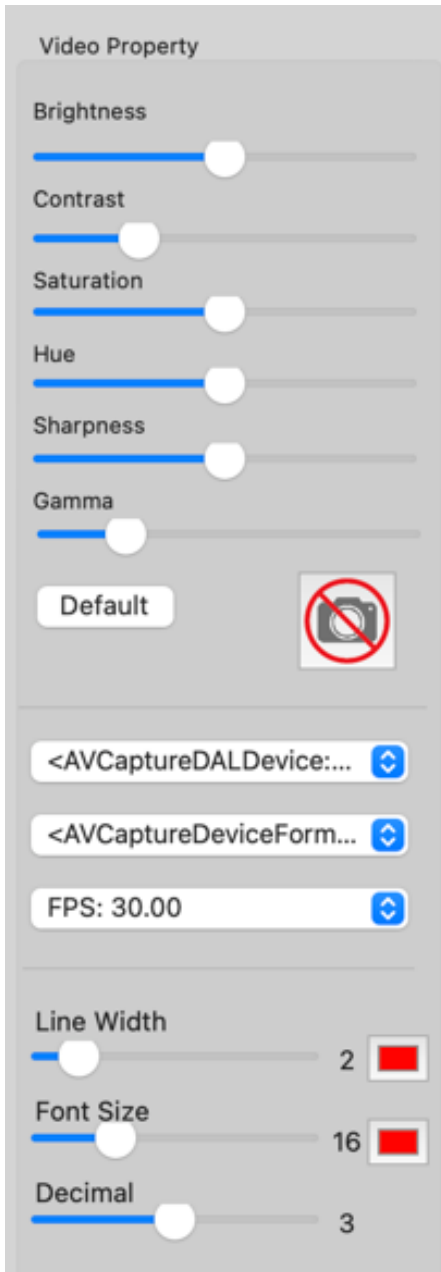 Video Property
Brightness
Contrast
Saturation
Hue
Sharpness
Gamma
Default
<AVCaptureDALDevice:...
<AVCaptureDeviceForm...
FPS: 30.00
Line Width
2
Font Size
16
Decimal
3